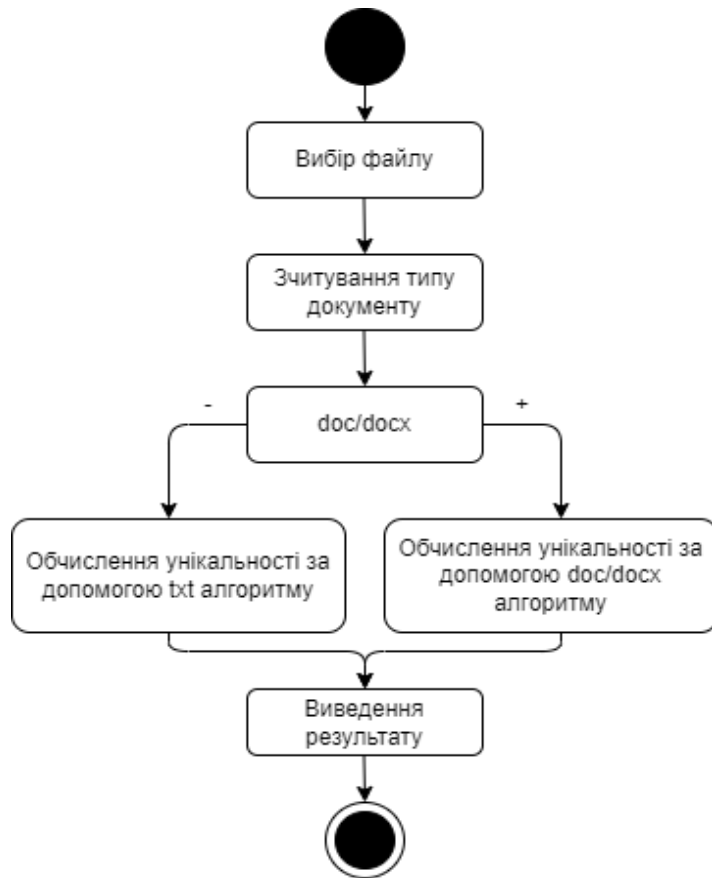 Вибір файлу
Зчитування типу
документу
-
doc/docx
+
Обчислення унікальності за
допомогою txt алгоритму
Обчислення унікальності за
допомогою doc/docx
алгоритму
Виведення
результату